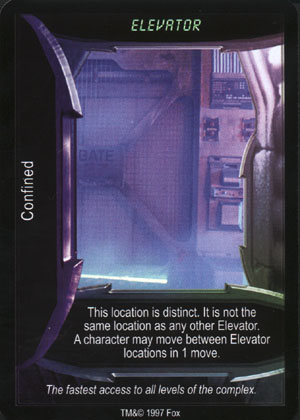 ELEVATOR
GATE
Confined
This location is distinct. It is not the
same location as any other Elevator.
A character may move between Elevator
locations in 1 move.
The fastest access to all levels of the complex.
TM&© 1997 Fox